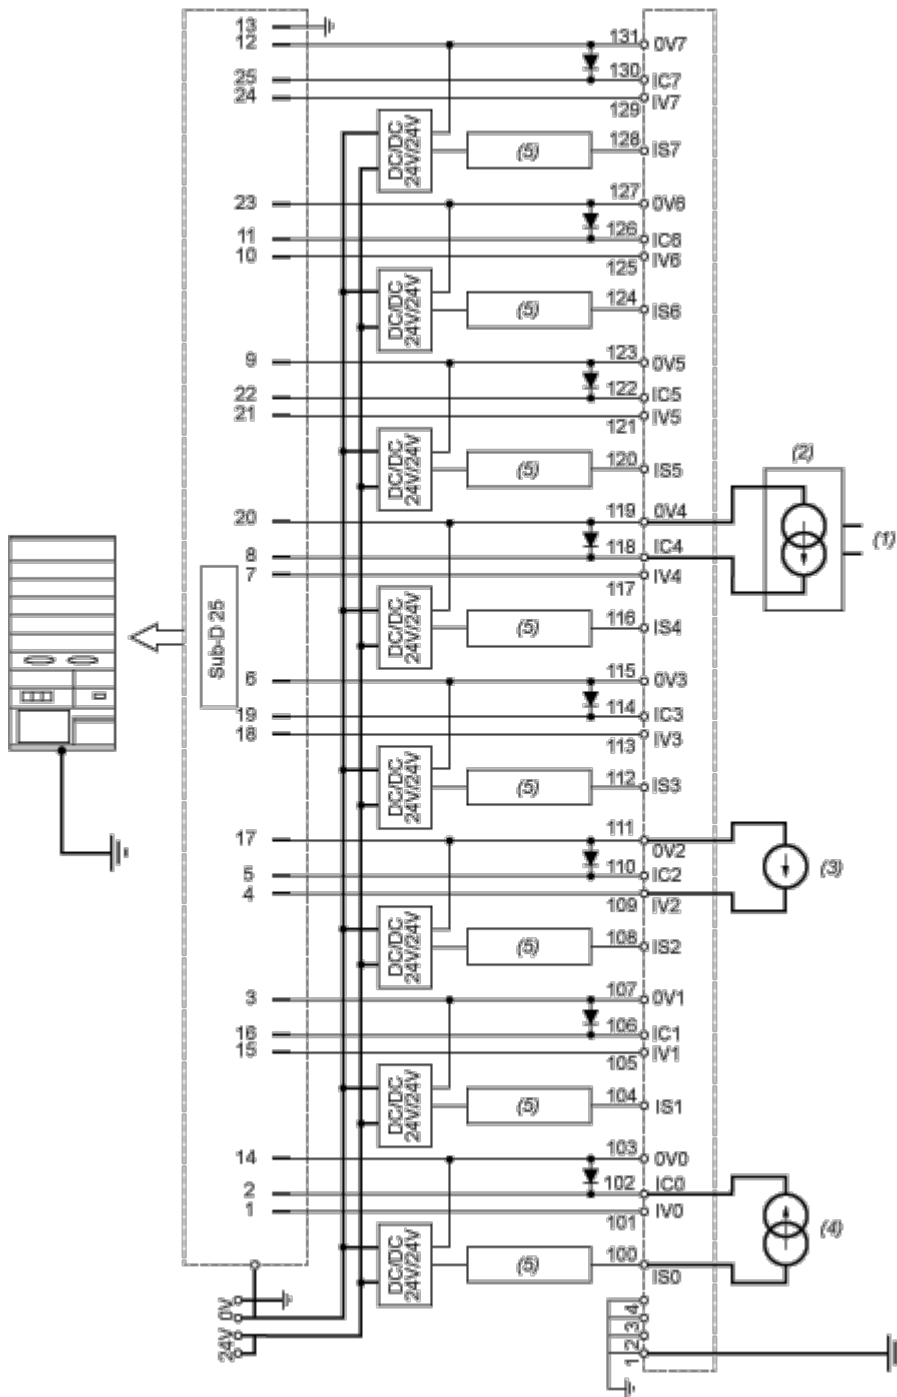 13
12
131
0V7
25
130
IC7
24
129
IV7
DC/DC
24V/24V
(5)
128
IS7
23
127
0V6
11
126
IC6
10
125
IV6
DC/DC
24V/24V
(5)
124
IS6
9
123
0V5
22
122
IC5
21
121
IV5
DC/DC
24V/24V
(5)
120
IS5
(2)
20
119
0V4
(1)
8
118
IC4
7
117
IV4
Sub-D 25
DC/DC
24V/24V
(5)
116
IS4
6
115
0V3
19
114
IC3
18
113
IV3
DC/DC
24V/24V
(5)
112
IS3
17
111
0V2
5
110
IC2
(3)
4
109
IV2
DC/DC
24V/24V
(5)
108
IS2
3
107
0V1
16
106
IC1
15
105
IV1
DC/DC
24V/24V
(5)
104
IS1
14
103
0V0
2
102
IC0
1
101
IV0
(4)
DC/DC
24V/24V
(5)
100
IS0
0V
24V
4
3
2
1